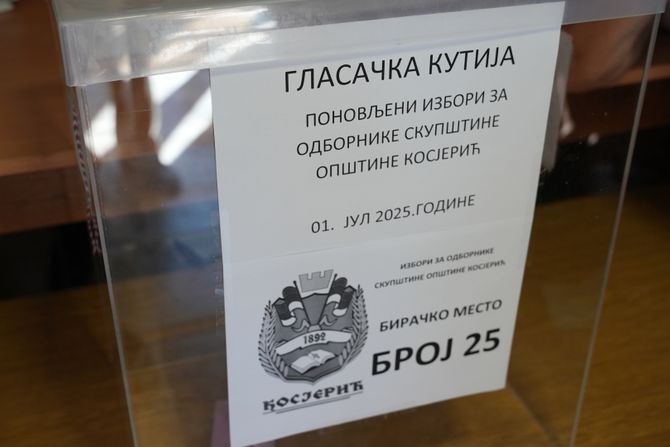 ГЛАСАЧКА КУТИЈА
ПОНОВЉЕНИ ИЗБОРИ ЗА
ОДБОРНИКЕ СКУПШТИНЕ
ОПШТИНЕ КОСЈЕРИЋ
01. ЈУЛ 2025.ГОДИНЕ
ИЗБОРИ ЗА ОДБОРНИКЕ
СКУПШТИНЕ ОПШТИНЕ КОСЈЕРИЋ
БИРАЧКО МЕСТО
БРОЈ 25
1892
КОСЈЕРИЋ